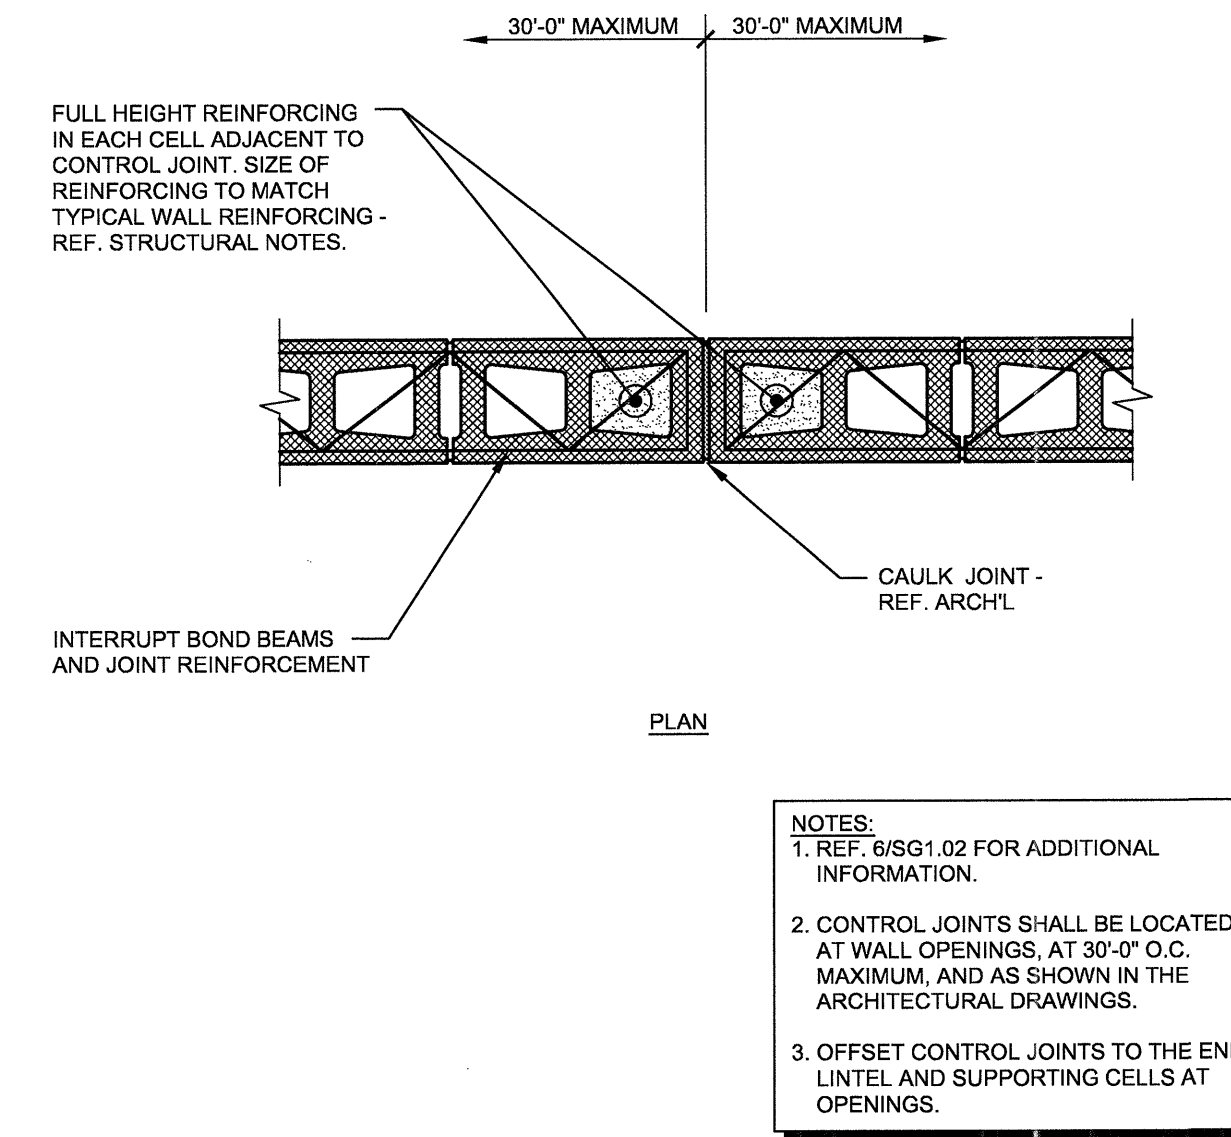 30'-0" MAXIMUM 30'-0" MAXIMUM
FULL HEIGHT REINFORCING
IN EACH CELL ADJACENT TO
CONTROL JOINT. SIZE OF
REINFORCING TO MATCH
TYPICAL WALL REINFORCING -
REF. STRUCTURAL NOTES.
CAULK JOINT -
REF. ARCH'L
INTERRUPT BOND BEAMS
AND JOINT REINFORCEMENT
PLAN
NOTES:
1. REF. 6/SG1.02 FOR ADDITIONAL
INFORMATION.
2. CONTROL JOINTS SHALL BE LOCATED
AT WALL OPENINGS, AT 30'-0" O.C.
MAXIMUM, AND AS SHOWN IN THE
ARCHITECTURAL DRAWINGS.
3. OFFSET CONTROL JOINTS TO THE
LINTEL AND SUPPORTING CELLS AT
OPENINGS.